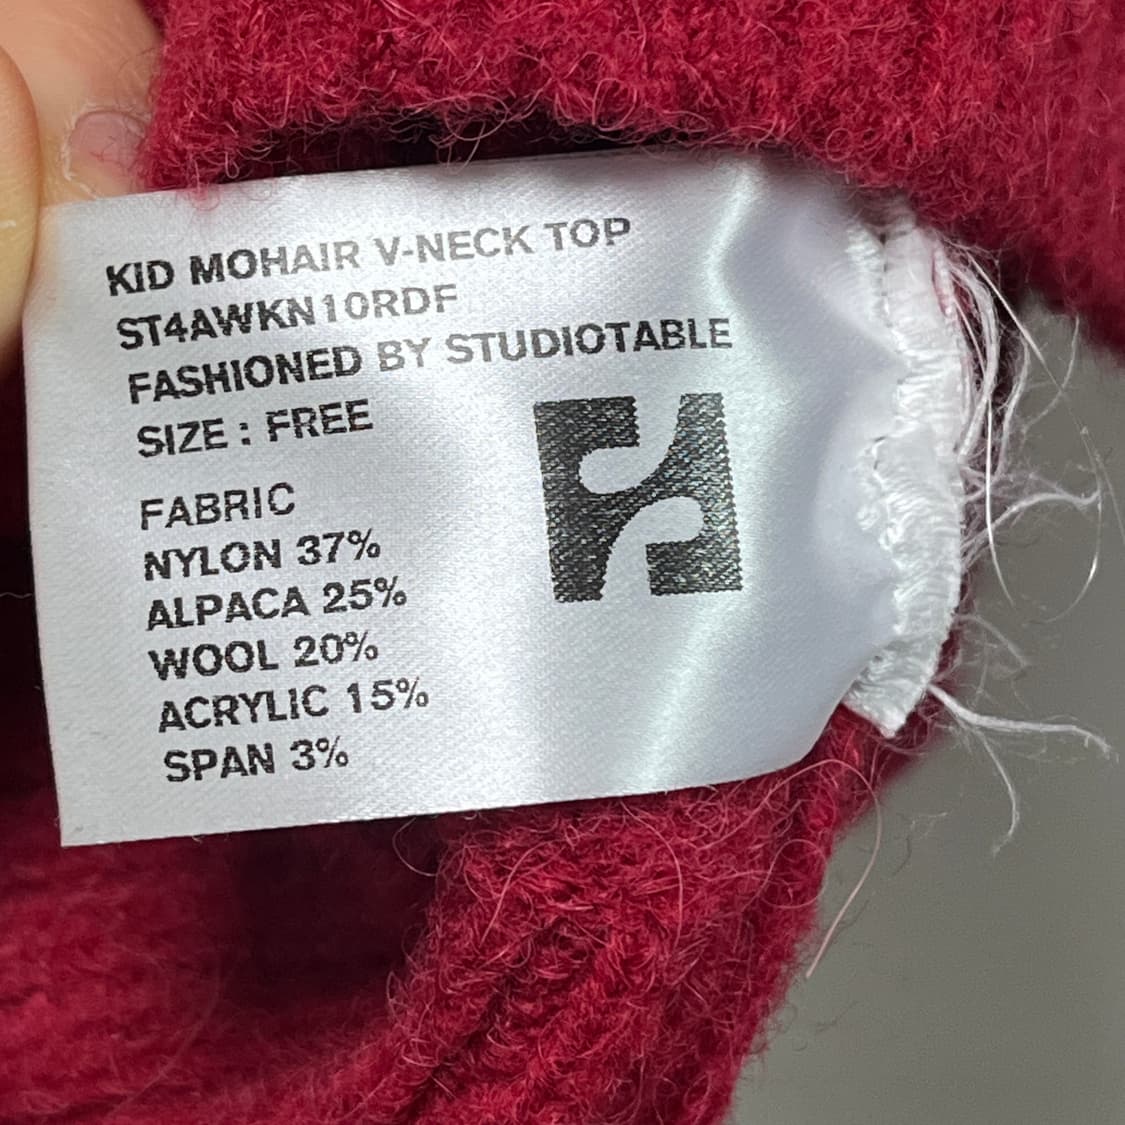 KID MOHAIR V-NECK TOP
ST4AWKN10RDF
FASHIONED BY STUDIOTABLE
SIZE : FREE
FABRIC
NYLON 37%
ALPACA 25%
WOOL 20%
ACRYLIC 15%
SPAN 3%